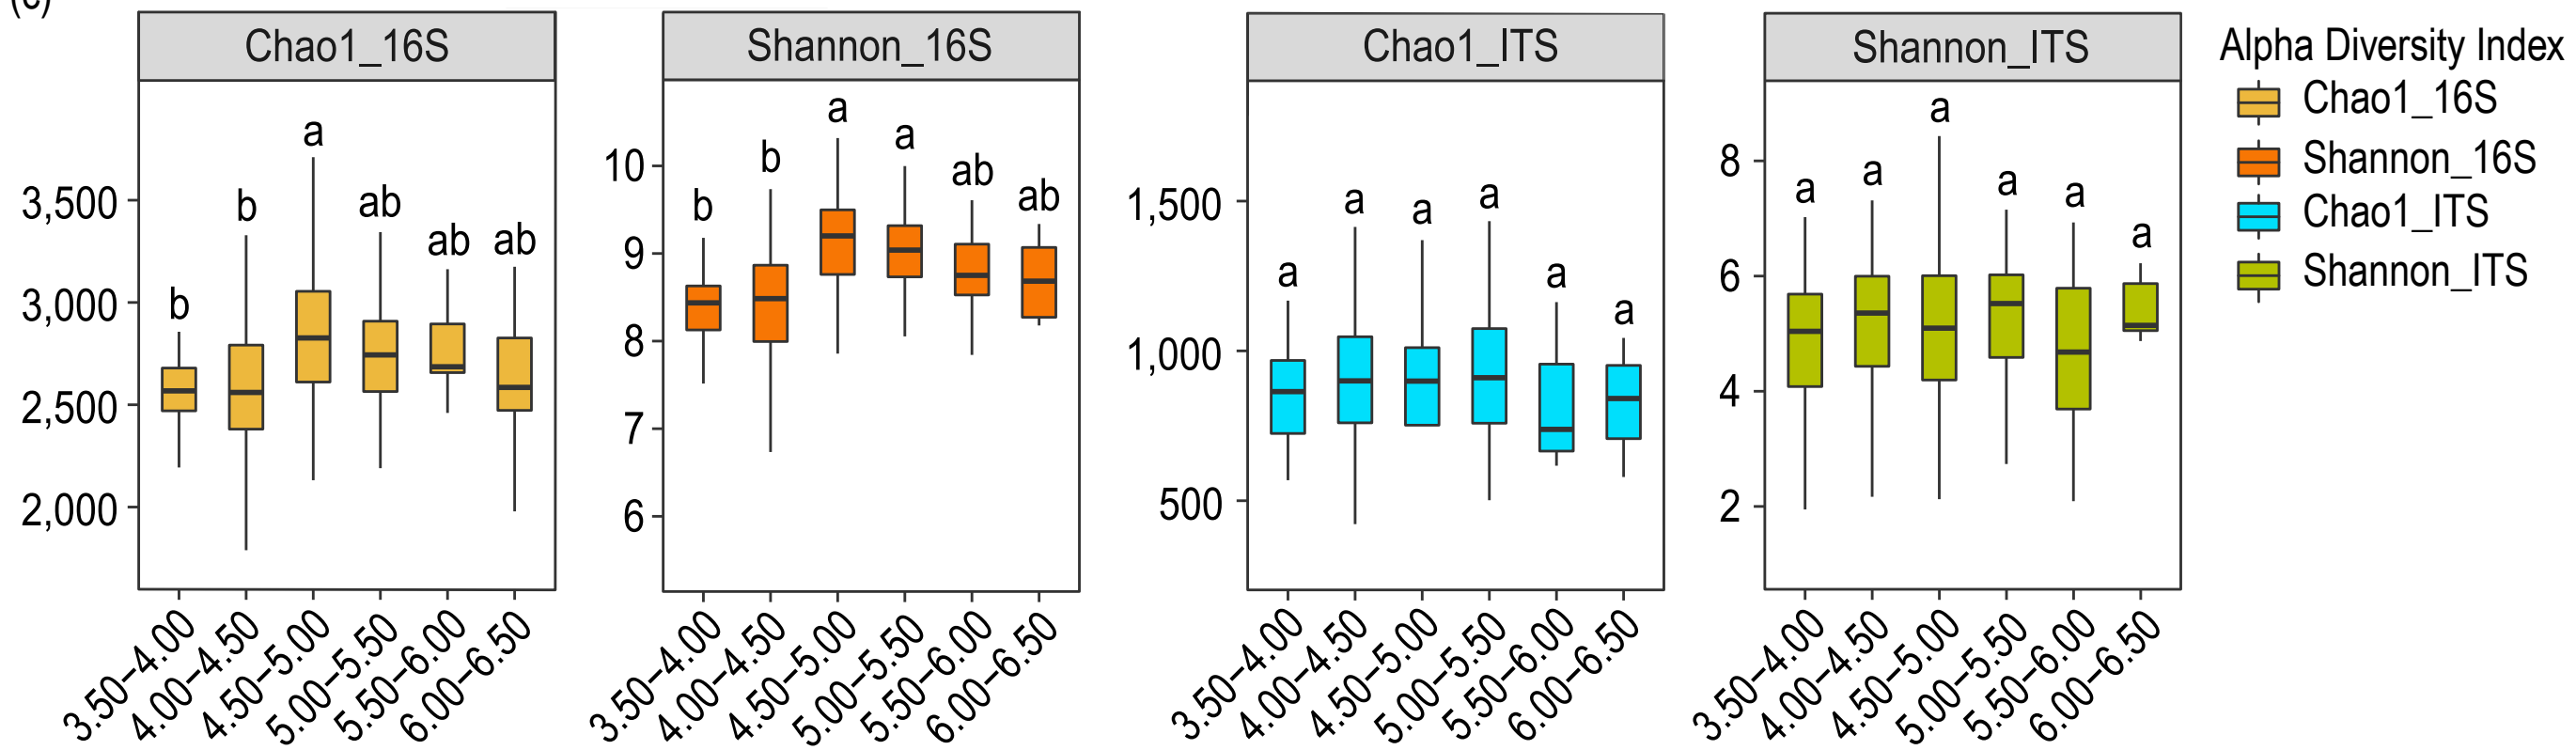 (c)
Chao1_16S
3,500
3,000
2,500
2,000
b
b
a
ab
ab
ab
3.50–4.00
4.00–4.50
4.50–5.00
5.00–5.50
5.50–6.00
6.00–6.50
Shannon_16S
10
9
8
7
6
b
b
a
a
ab
ab
3.50–4.00
4.00–4.50
4.50–5.00
5.00–5.50
5.50–6.00
6.00–6.50
Chao1_ITS
1,500
1,000
500
a
a
a
a
a
a
3.50–4.00
4.00–4.50
4.50–5.00
5.00–5.50
5.50–6.00
6.00–6.50
Shannon_ITS
8
6
4
2
a
a
a
a
a
a
3.50–4.00
4.00–4.50
4.50–5.00
5.00–5.50
5.50–6.00
6.00–6.50
Alpha Diversity Index
Chao1_16S
Shannon_16S
Chao1_ITS
Shannon_ITS